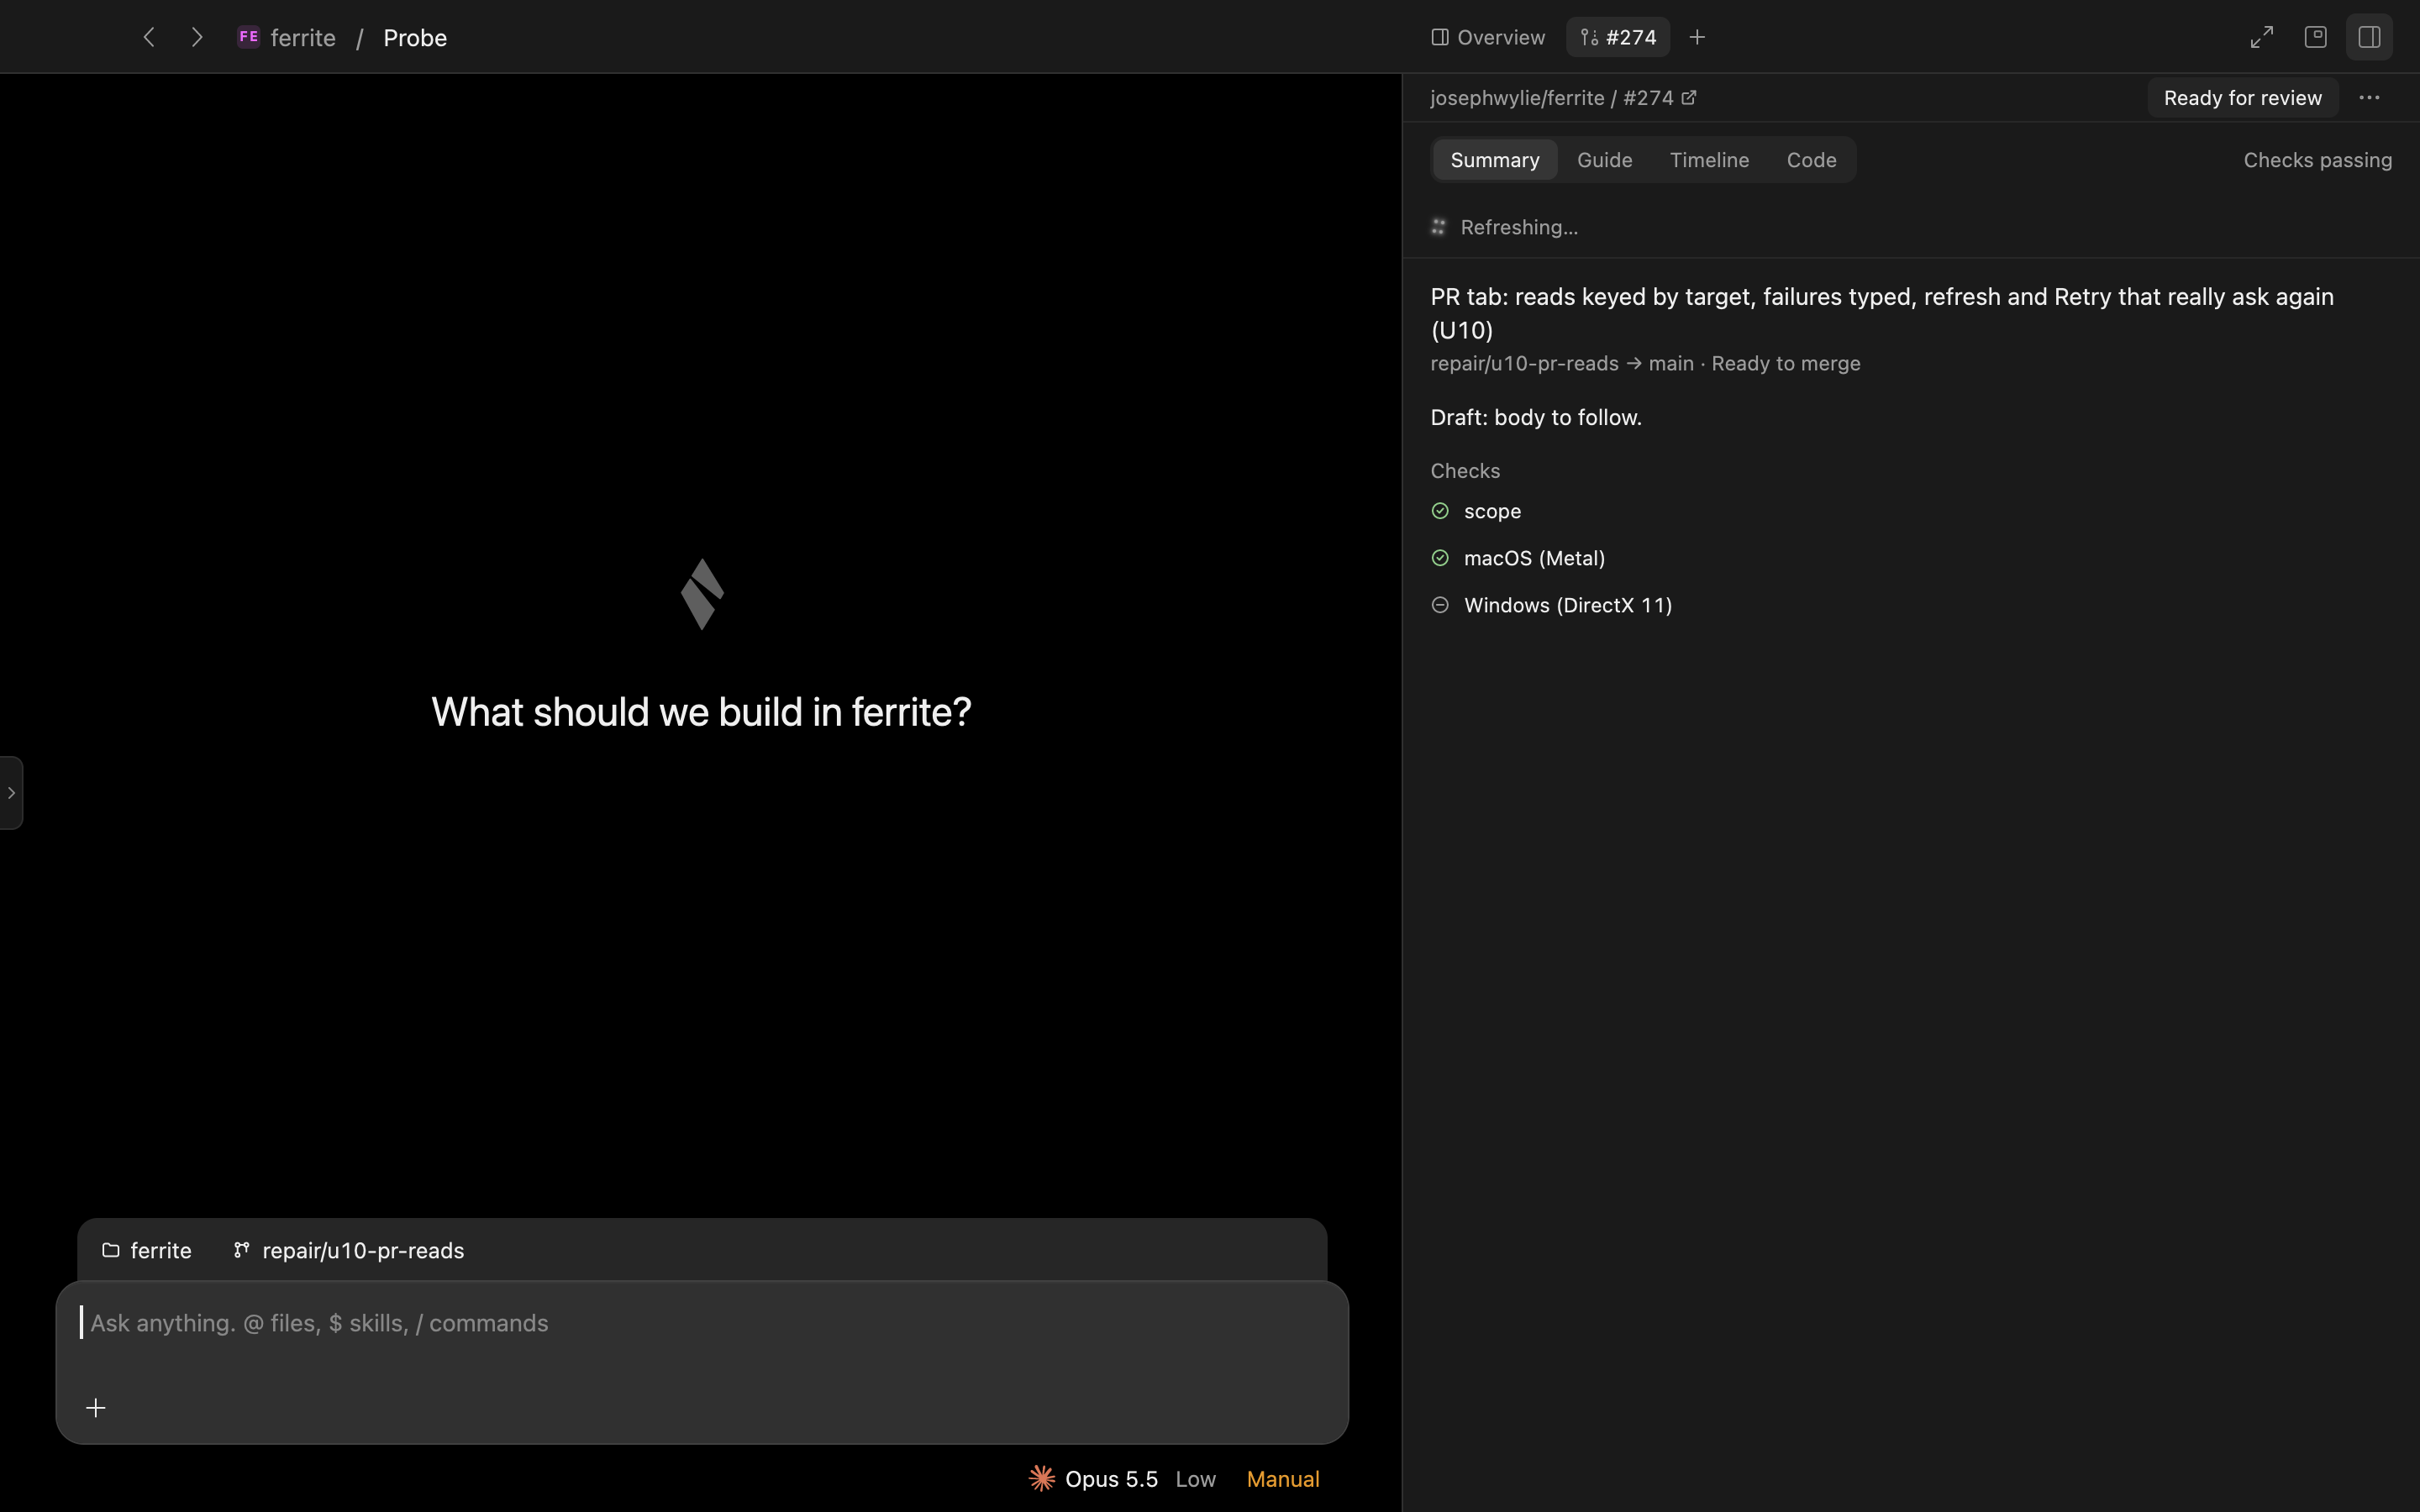 FE ferrite / Probe
Overview
#274
josephwylie/ferrite / #274
Ready for review
Summary
Guide
Timeline
Code
Checks passing
Refreshing...
PR tab: reads keyed by target, failures typed, refresh and Retry that really ask again
(U10)
repair/u10-pr-reads → main · Ready to merge
Draft: body to follow.
Checks
scope
macOS (Metal)
Windows (DirectX 11)
What should we build in ferrite?
ferrite
repair/u10-pr-reads
Ask anything. @ files, $ skills, / commands
Opus 5.5 Low Manual